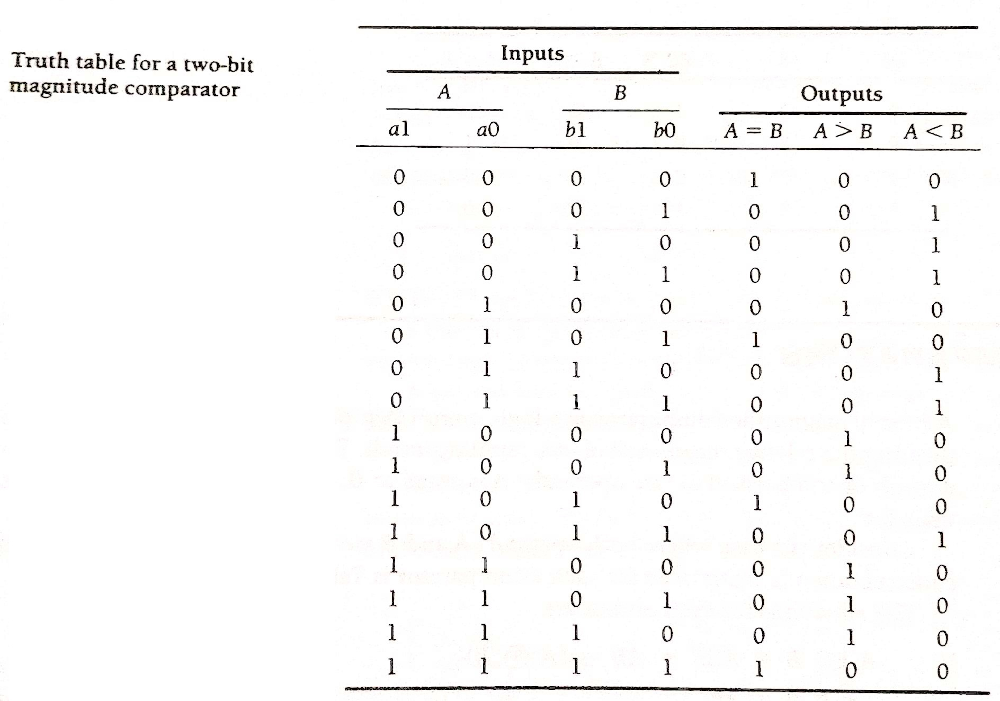 Truth table for a two-bit
magnitude comparator
Inputs
A B Outputs
a1 a0 b1 b0 A = B A > B A < B
0 0 0 0 1 0 0
0 0 0 1 0 0 1
0 0 1 0 0 0 1
0 0 1 1 0 0 1
0 1 0 0 0 1 0
0 1 0 1 1 0 0
0 1 1 0 0 0 1
0 1 1 1 0 0 1
1 0 0 0 0 1 0
1 0 0 1 0 1 0
1 0 1 0 1 0 0
1 0 1 1 0 0 1
1 1 0 0 0 1 0
1 1 0 1 0 1 0
1 1 1 0 0 1 0
1 1 1 1 1 0 0